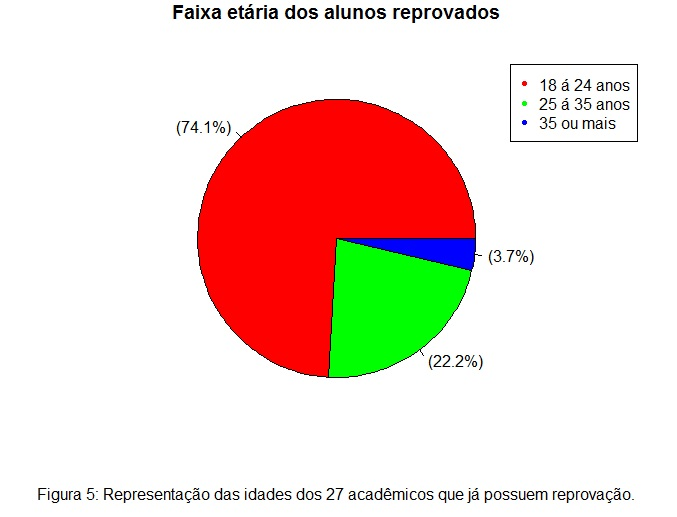 Faixa etária dos alunos reprovados
18 á 24 anos
25 á 35 anos
35 ou mais
(74.1%)
(3.7%)
(22.2%)
Figura 5: Representação das idades dos 27 acadêmicos que já possuem reprovação.